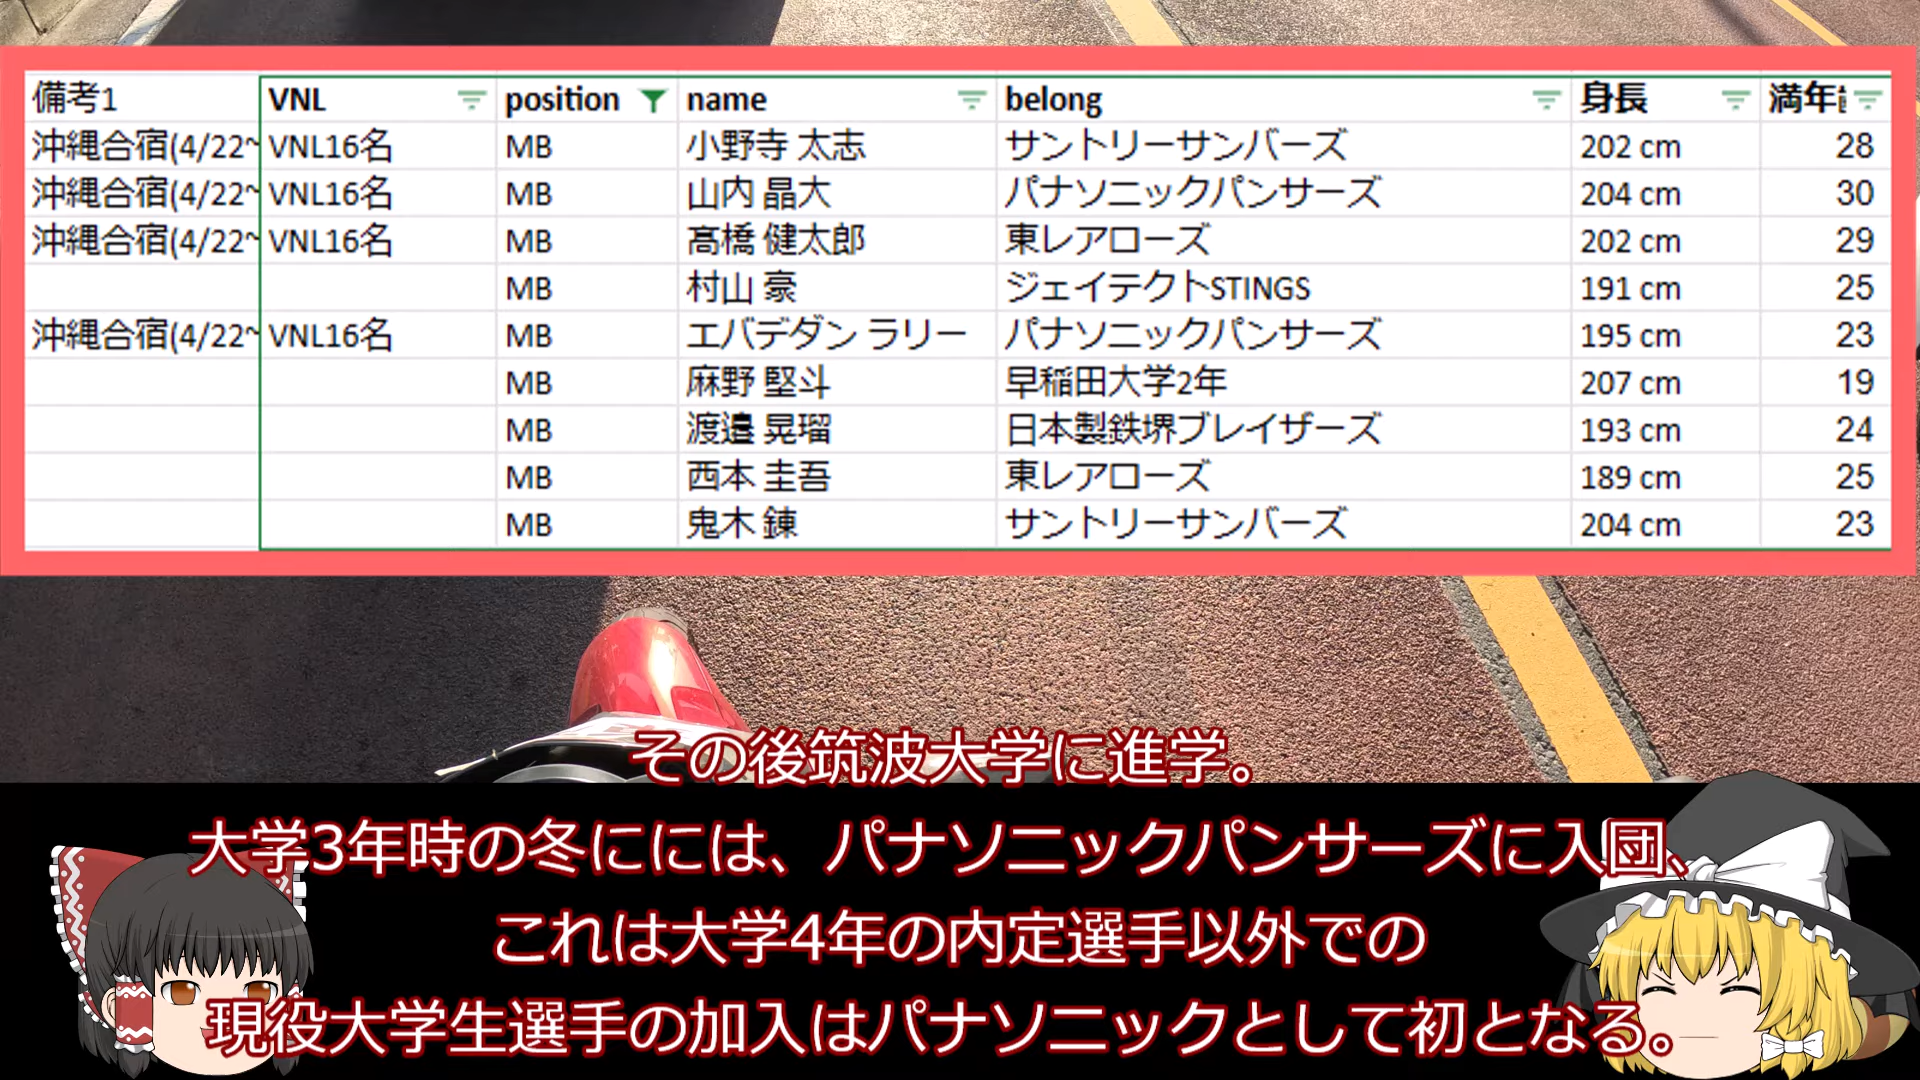 備考1 VNL position name belong 身長 満年齢
沖縄合宿(4/22~ VNL16名 MB 小野寺 太志 サントリーサンバーズ 202 cm 28
沖縄合宿(4/22~ VNL16名 MB 山内 晶大 パナソニックパンサーズ 204 cm 30
沖縄合宿(4/22~ VNL16名 MB 髙橋 健太郎 東レアローズ 202 cm 29
MB 村山 豪 ジェイテクトSTINGS 191 cm 25
沖縄合宿(4/22~ VNL16名 MB エバデダン ラリー パナソニックパンサーズ 195 cm 23
MB 麻野 堅斗 早稲田大学2年 207 cm 19
MB 渡邉 晃瑠 日本製鉄堺ブレイザーズ 193 cm 24
MB 西本 圭吾 東レアローズ 189 cm 25
MB 鬼木 錬 サントリーサンバーズ 204 cm 23
その後筑波大学に進学。
大学3年時の冬にには、パナソニックパンサーズに入団、
これは大学4年の内定選手以外での
現役大学生選手の加入はパナソニックとして初となる。